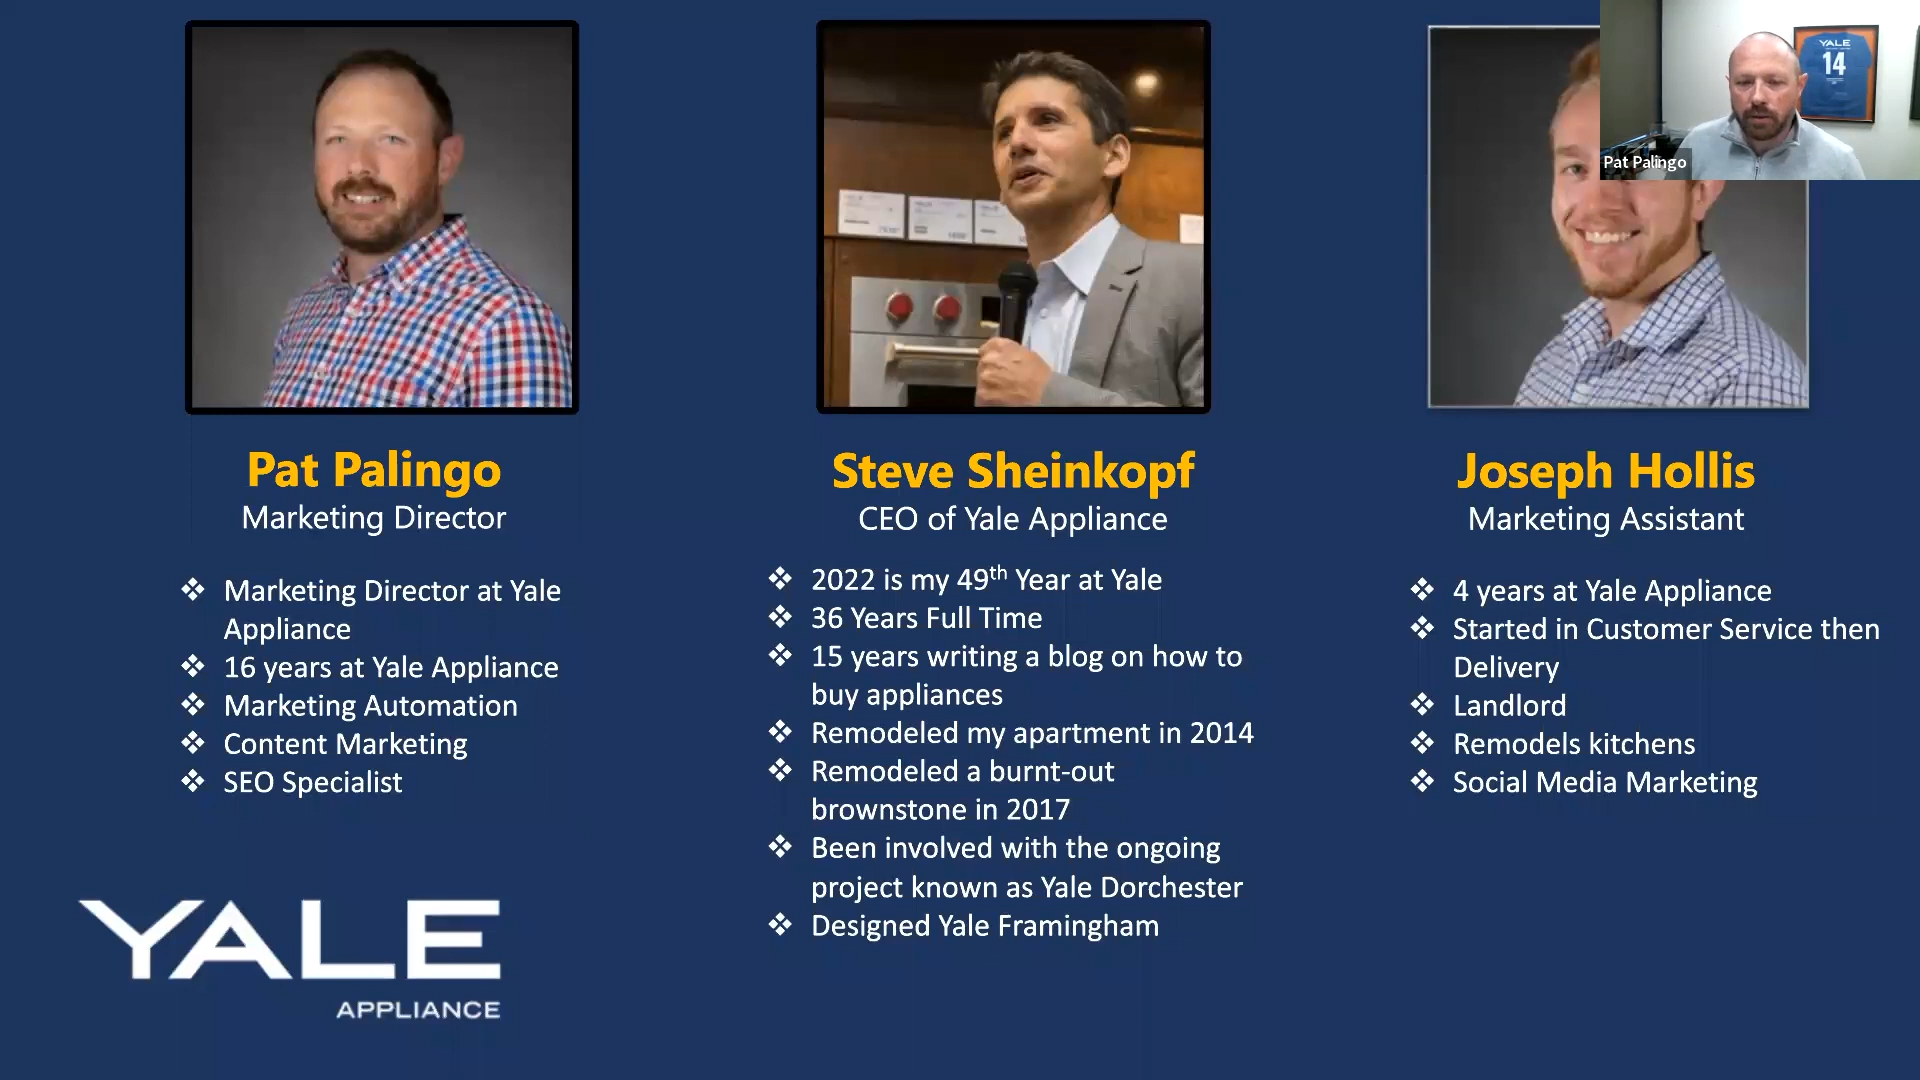 YALE
14
Pat Palingo
Pat Palingo
Marketing Director
❖ Marketing Director at Yale
Appliance
❖ 16 years at Yale Appliance
❖ Marketing Automation
❖ Content Marketing
❖ SEO Specialist
Steve Sheinkopf
CEO of Yale Appliance
❖ 2022 is my 49th Year at Yale
❖ 36 Years Full Time
❖ 15 years writing a blog on how to
buy appliances
❖ Remodeled my apartment in 2014
❖ Remodeled a burnt-out
brownstone in 2017
❖ Been involved with the ongoing
project known as Yale Dorchester
❖ Designed Yale Framingham
Joseph Hollis
Marketing Assistant
❖ 4 years at Yale Appliance
❖ Started in Customer Service then
Delivery
❖ Landlord
❖ Remodels kitchens
❖ Social Media Marketing
YALE
APPLIANCE